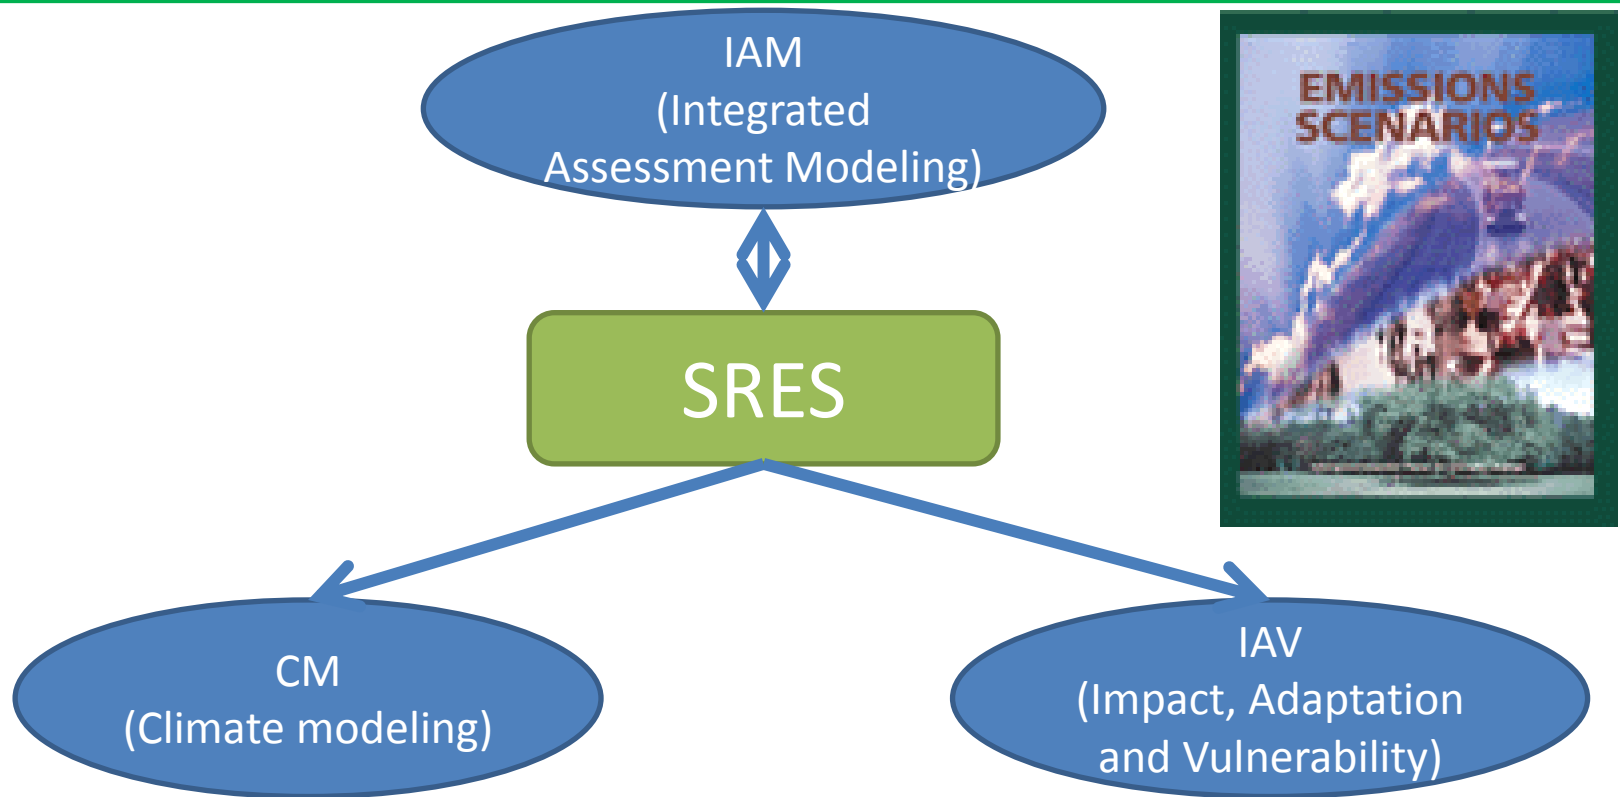 IAM
(Integrated
Assessment Modeling)
EMISSIONS
SCENARIOS
SRES
CM
(Climate modeling)
IAV
(Impact, Adaptation
and Vulnerability)